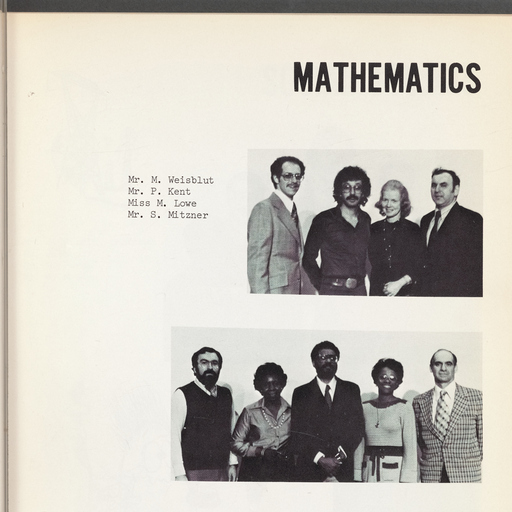 MATHEMATICS
Mr. M. Weisblut
Mr. P. Kent
Miss M. Lowe
Mr. S. Mitzner